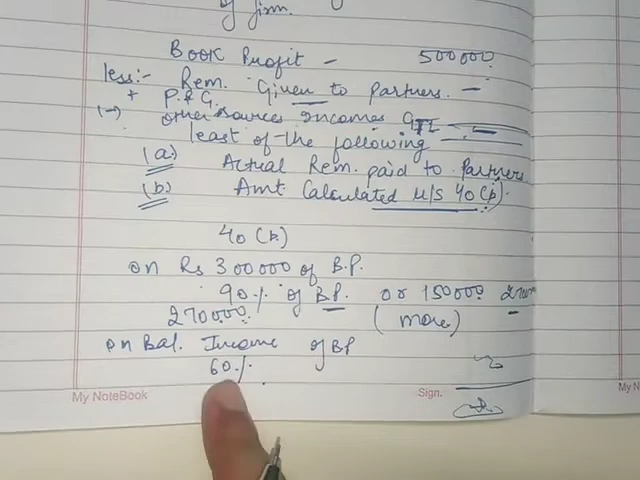 of firm.
Book Profit - 500000
less:- Rem. Given to Partners. -
+ P & G.
(-) other sources Incomes GTI
least of the following
(a) Actual Rem. paid to Partners
(b) Amt Calculated u/s 40(b).
40(b)
on Rs 300000 of B.P.
90% of BP. or 150000
270000. (more)
on Bal. Income of BP
60%.
My NoteBook Sign.
My